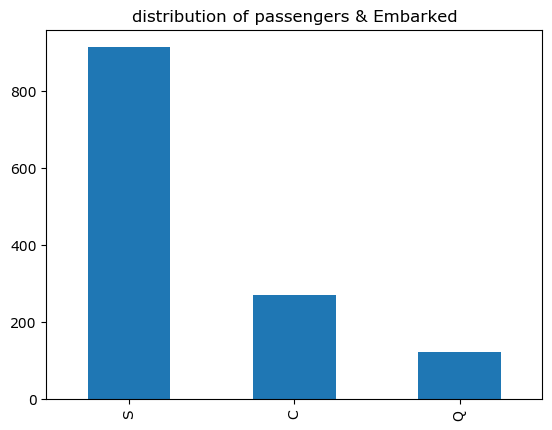 distribution of passengers & Embarked
800
600
400
200
0
S
C
Q